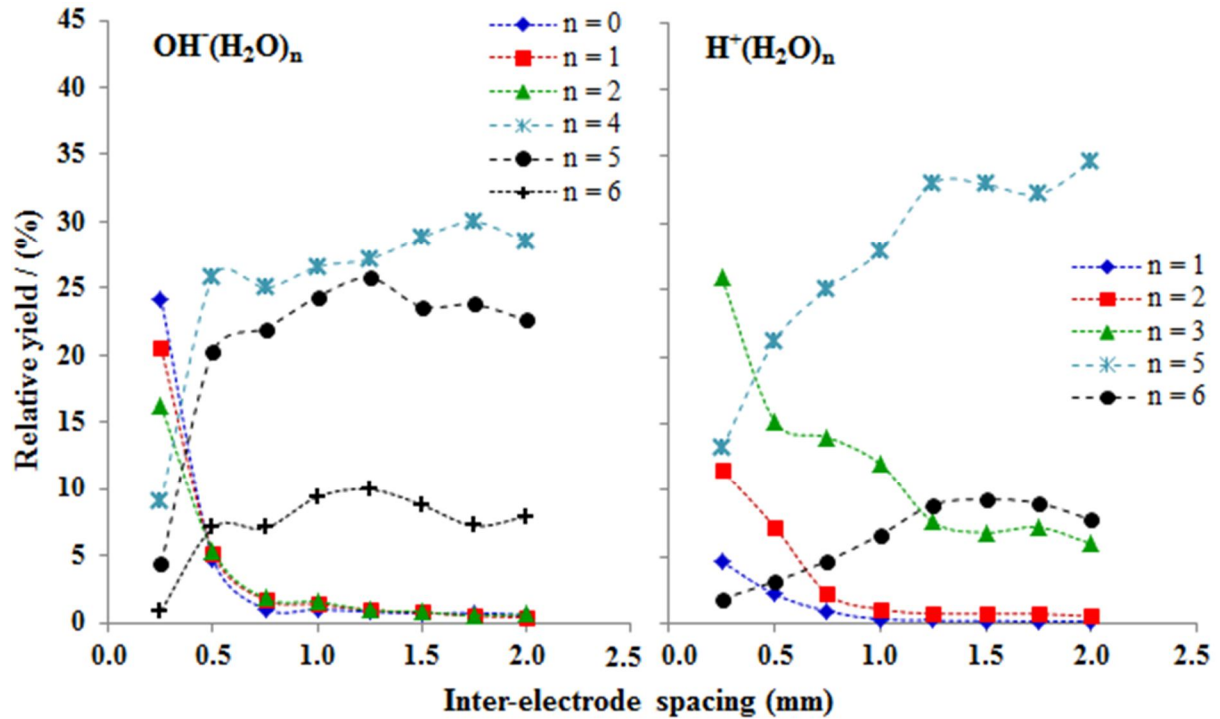 Relative yield / (%)
45
40
35
30
25
20
15
10
5
0
OH⁻(H₂O)ₙ
n = 0
n = 1
n = 2
n = 4
n = 5
n = 6
0.0 0.5 1.0 1.5 2.0 2.5
H⁺(H₂O)ₙ
n = 1
n = 2
n = 3
n = 5
n = 6
0.0 0.5 1.0 1.5 2.0 2.5
Inter-electrode spacing (mm)